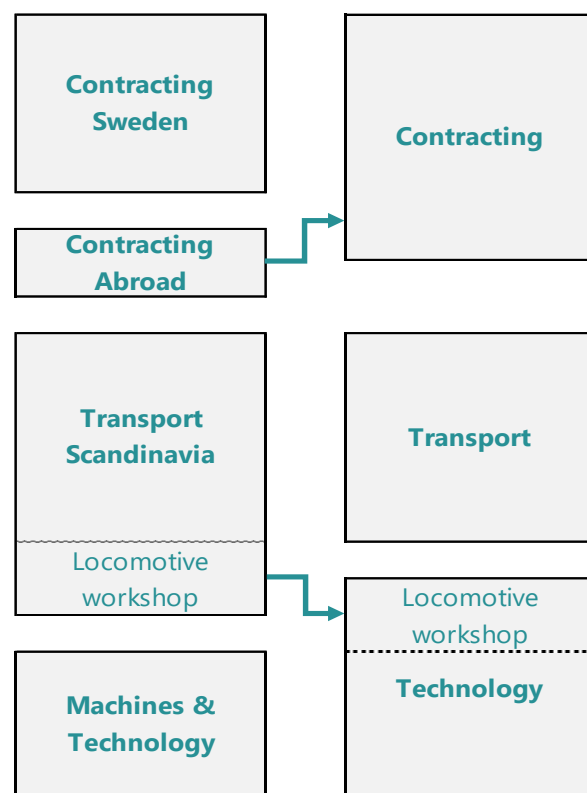 Contracting
Sweden
Contracting
Contracting
Abroad
Transport
Scandinavia
Transport
Locomotive
workshop
Locomotive
workshop
Machines &
Technology
Technology